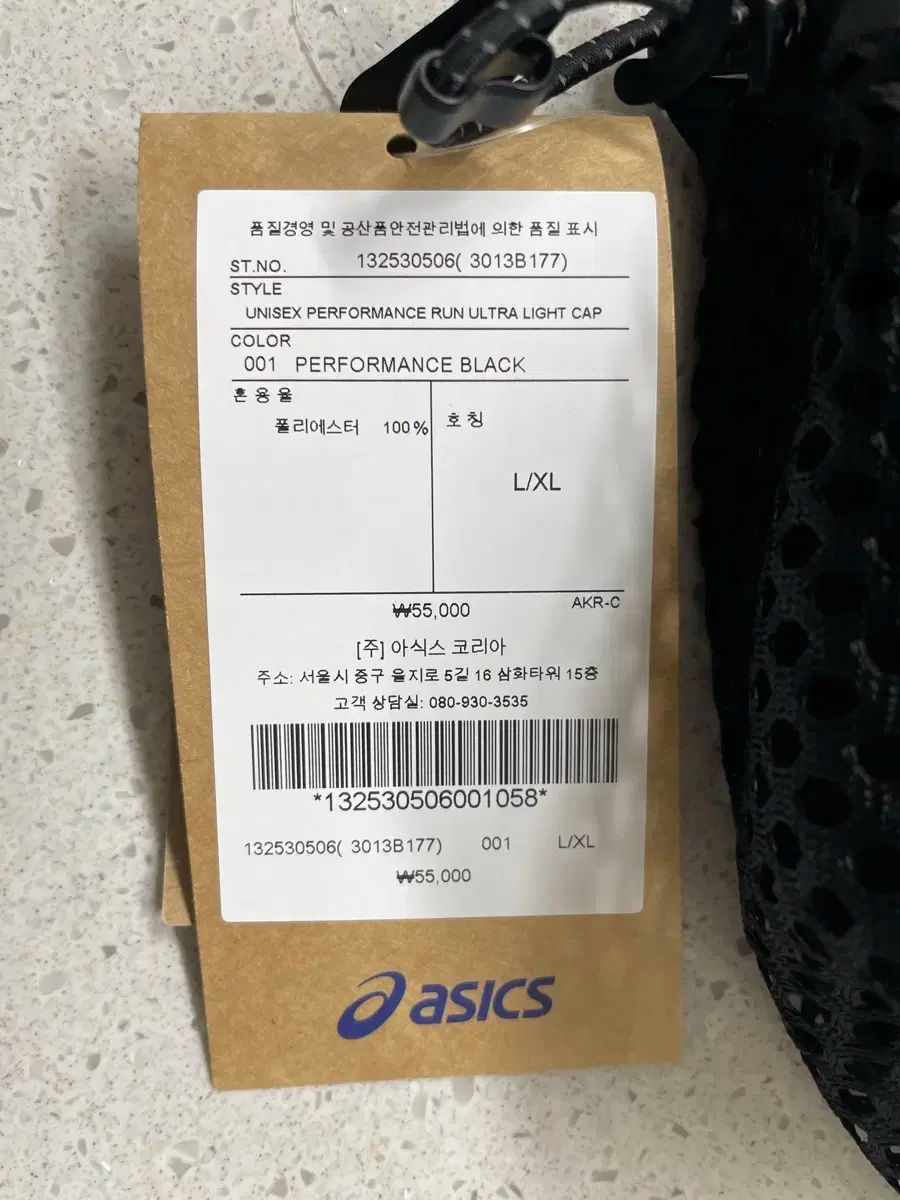 품질경영 및 공산품안전관리법에 의한 품질 표시
ST.NO. 132530506( 3013B177)
STYLE
UNISEX PERFORMANCE RUN ULTRA LIGHT CAP
COLOR
001 PERFORMANCE BLACK
혼 용 율
폴리에스터 100%
호 칭
L/XL
₩55,000
AKR-C
[주] 아식스 코리아
주소: 서울시 중구 을지로 5길 16 삼화타워 15층
고객 상담실: 080-930-3535
*132530506001058*
132530506( 3013B177) 001 L/XL
₩55,000
asics